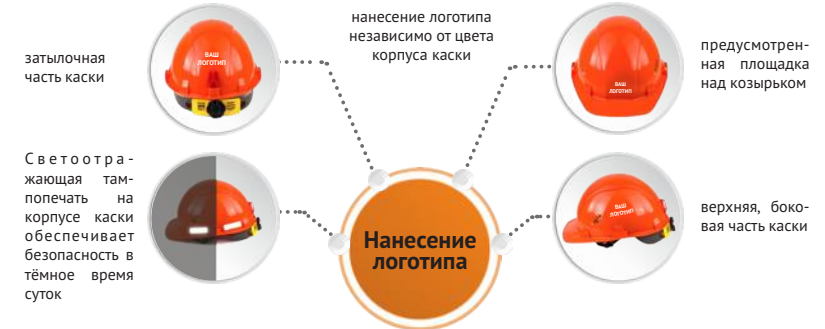 затылочная
часть каски
ВАШ
ЛОГОТИП
нанесение логотипа
независимо от цвета
корпуса каски
ВАШ
ЛОГОТИП
предусмотрен-
ная площадка
над козырьком
Светоотра-
жающая там-
попечать на
корпусе каски
обеспечивает
безопасность в
тёмное время
суток
Нанесение
логотипа
ВАШ
ЛОГОТИП
верхняя, боко-
вая часть каски